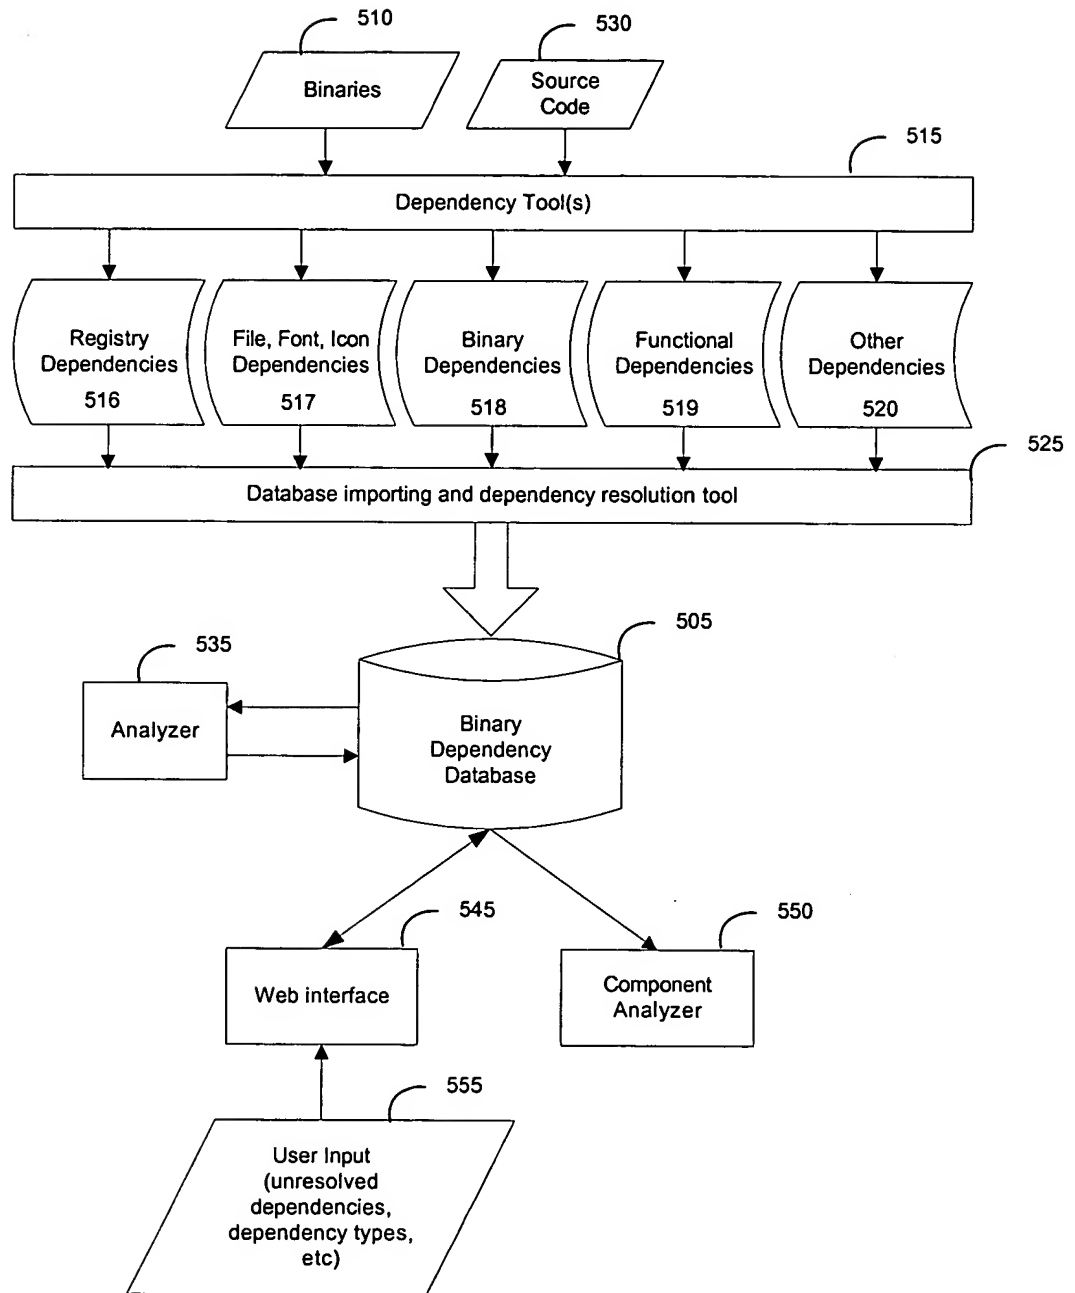 510
530
Binaries
Source
Code
515
Dependency Tool(s)
Registry
Dependencies
516
File, Font, Icon
Dependencies
517
Binary
Dependencies
518
Functional
Dependencies
519
Other
Dependencies
520
525
Database importing and dependency resolution tool
505
535
Analyzer
Binary
Dependency
Database
545
550
Web interface
Component
Analyzer
555
User Input
(unresolved
dependencies,
dependency types,
etc)